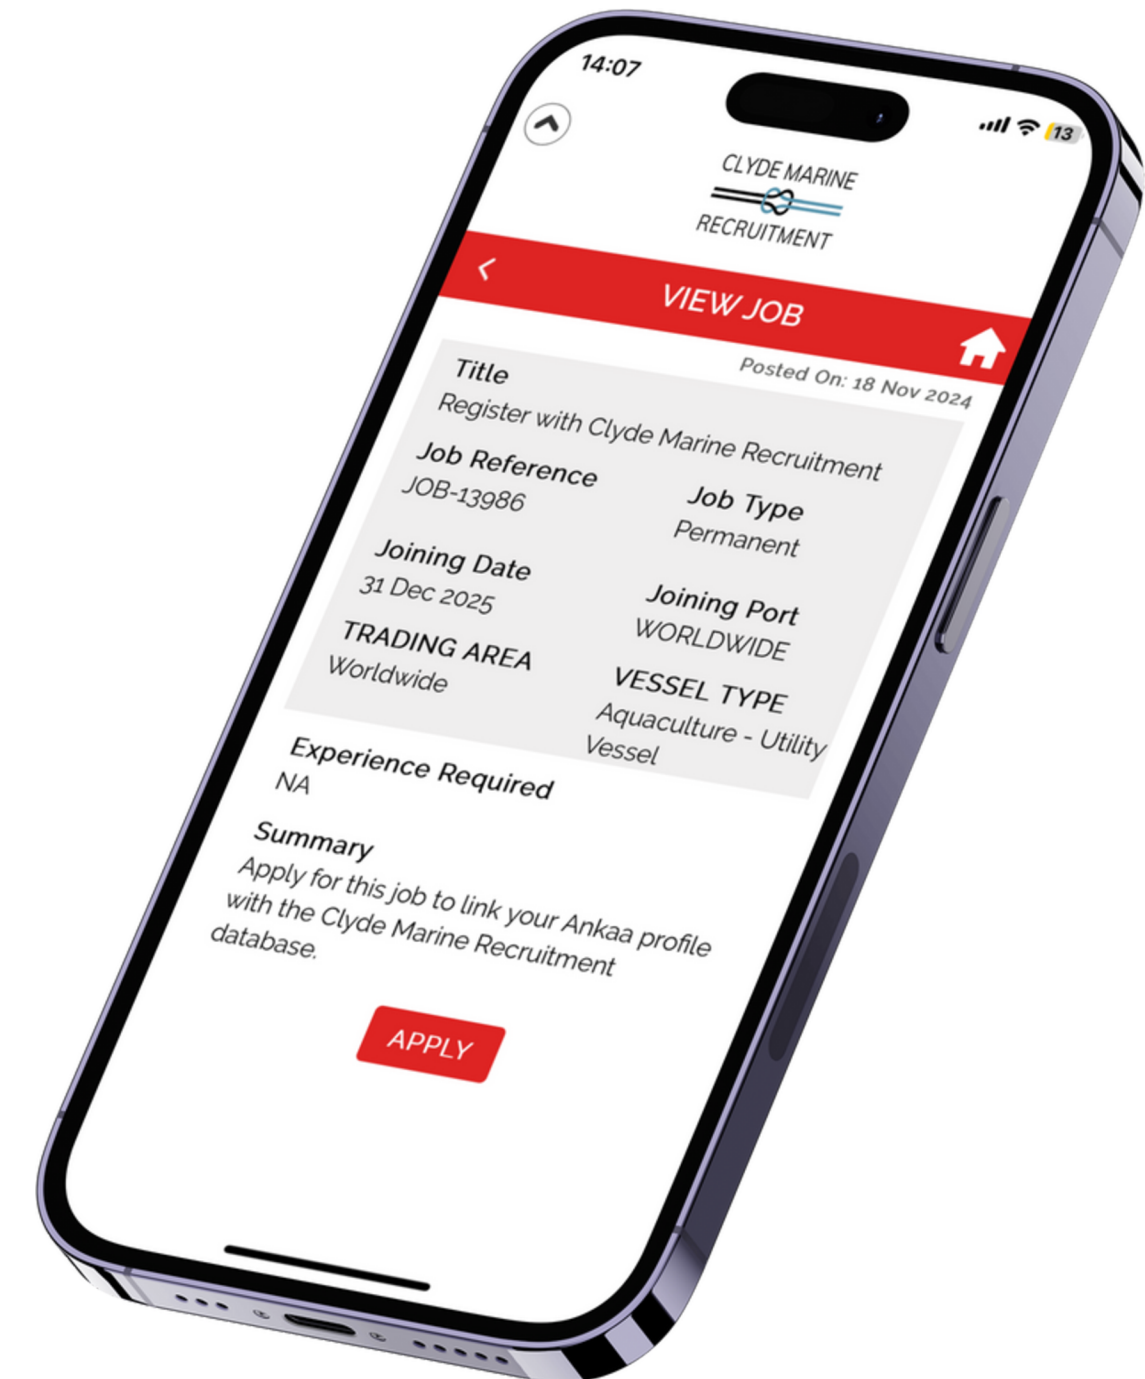 14:07
13
CLYDE MARINE
RECRUITMENT
VIEW JOB
Posted On: 18 Nov 2024
Title
Register with Clyde Marine Recruitment
Job Reference
JOB-13986
Job Type
Permanent
Joining Date
31 Dec 2025
Joining Port
WORLDWIDE
TRADING AREA
Worldwide
VESSEL TYPE
Aquaculture - Utility
Vessel
Experience Required
NA
Summary
Apply for this job to link your Ankaa profile
with the Clyde Marine Recruitment
database.
APPLY